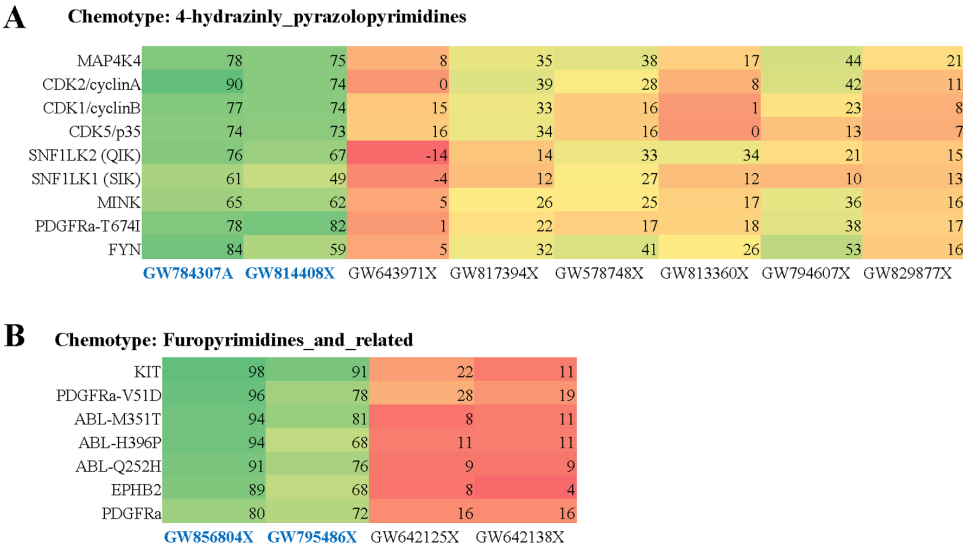 A Chemotype: 4-hydrazinly_pyrazolopyrimidines
MAP4K4 78 75 8 35 38 17 44 21
CDK2/cyclinA 90 74 0 39 28 8 42 11
CDK1/cyclinB 77 74 15 33 16 1 23 8
CDK5/p35 74 73 16 34 16 0 13 7
SNF1LK2 (QIK) 76 67 -14 14 33 34 21 15
SNF1LK1 (SIK) 61 49 -4 12 27 12 10 13
MINK 65 62 5 26 25 17 36 16
PDGFRa-T674I 78 82 1 22 17 18 38 17
FYN 84 59 5 32 41 26 53 16
GW784307A GW814408X GW643971X GW817394X GW578748X GW813360X GW794607X GW829877X
B Chemotype: Furopyrimidines_and_related
KIT 98 91 22 11
PDGFRa-V51D 96 78 28 19
ABL-M351T 94 81 8 11
ABL-H396P 94 68 11 11
ABL-Q252H 91 76 9 9
EPHB2 89 68 8 4
PDGFRa 80 72 16 16
GW856804X GW795486X GW642125X GW642138X